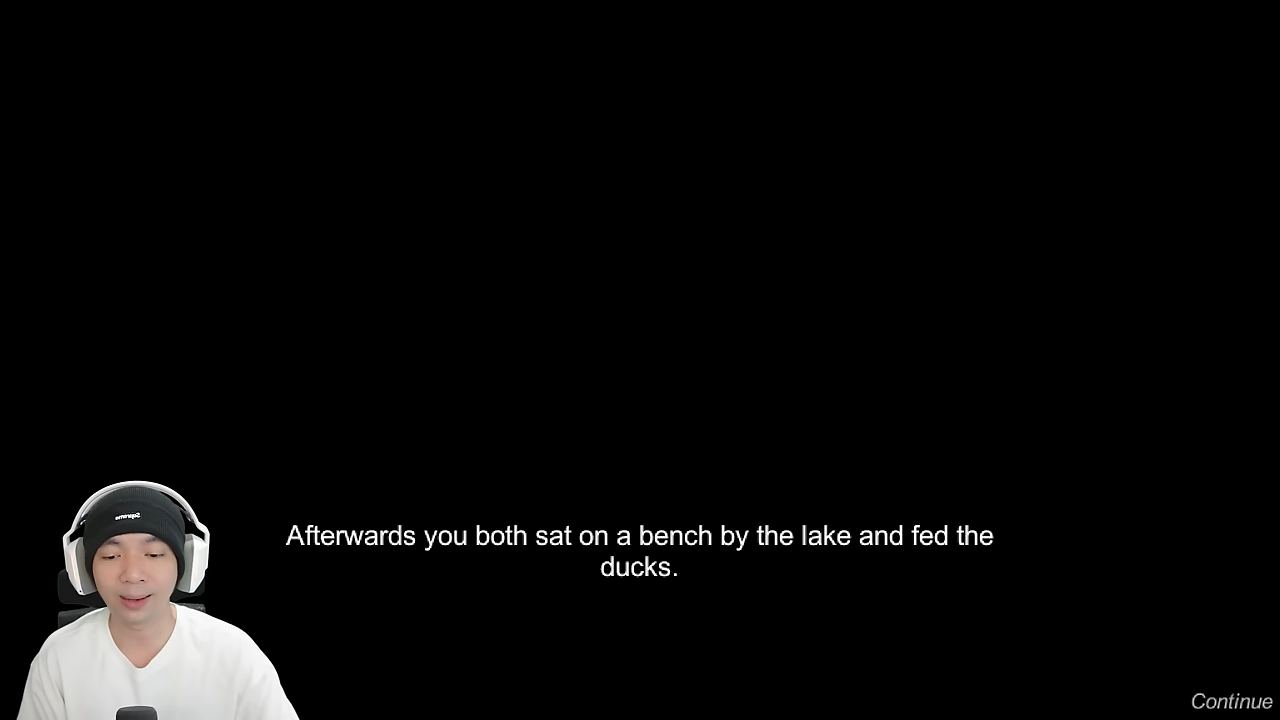 Afterwards you both sat on a bench by the lake and fed the
ducks.
Continue